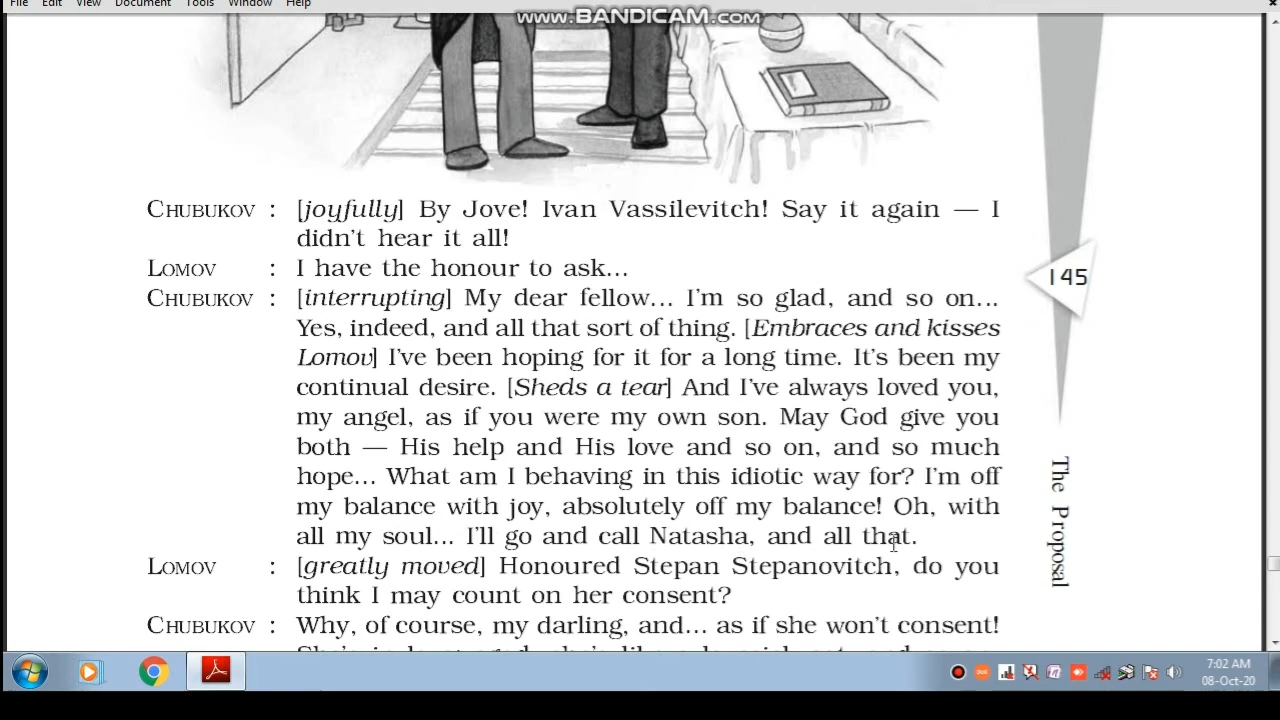 File Edit View Document Tools Window Help
www.BANDICAM.com
CHUBUKOV : [joyfully] By Jove! Ivan Vassilevitch! Say it again — I
didn't hear it all!
LOMOV : I have the honour to ask...
CHUBUKOV : [interrupting] My dear fellow... I'm so glad, and so on...
Yes, indeed, and all that sort of thing. [Embraces and kisses
Lomov] I've been hoping for it for a long time. It's been my
continual desire. [Sheds a tear] And I've always loved you,
my angel, as if you were my own son. May God give you
both — His help and His love and so on, and so much
hope... What am I behaving in this idiotic way for? I'm off
my balance with joy, absolutely off my balance! Oh, with
all my soul... I'll go and call Natasha, and all that.
LOMOV : [greatly moved] Honoured Stepan Stepanovitch, do you
think I may count on her consent?
CHUBUKOV : Why, of course, my darling, and... as if she won't consent!
145
The Proposal
7:02 AM
08-Oct-20